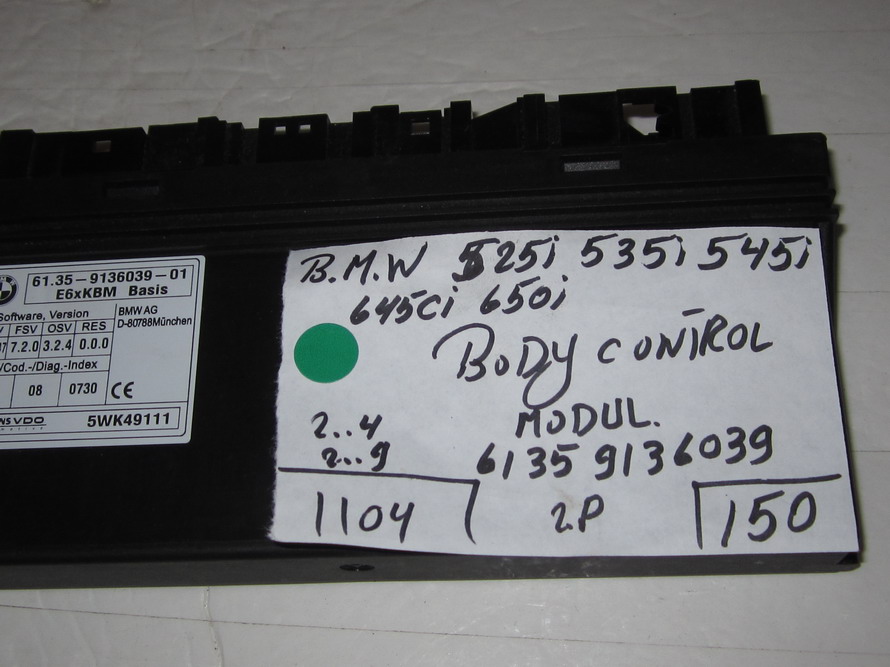 61.35-9136039-01
E6xKBM Basis
Software, Version
FSV OSV RES
7.2.0 3.2.4 0.0.0
BMW AG
D-80788München
/Cod.-/Diag.-Index
08 0730
CE
VDO
5WK49111
B.M.W 525i 535i 545i
645Ci 650i
BODY CONTROL
MODUL.
2..4
2..9
6135 9136039
1104
2P
150